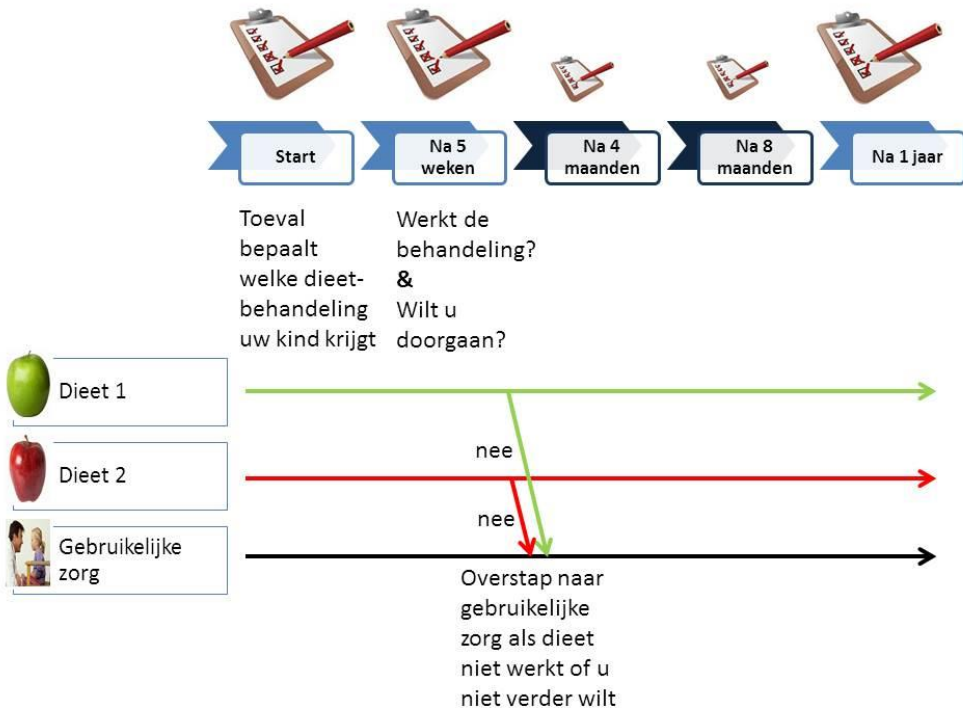 Start
Na 5
weken
Na 4
maanden
Na 8
maanden
Na 1 jaar
Toeval
bepaalt
welke dieet-
behandeling
uw kind krijgt
Werkt de
behandeling?
&
Wilt u
doorgaan?
Dieet 1
nee
Dieet 2
nee
Gebruikelijke
zorg
Overstap naar
gebruikelijke
zorg als dieet
niet werkt of u
niet verder wilt